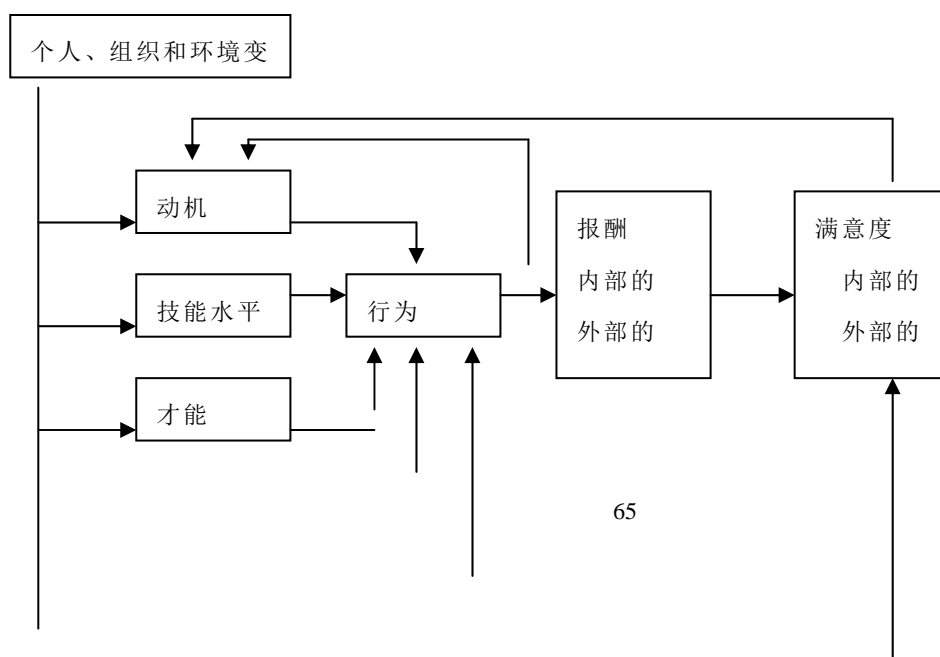 个人、组织和环境变
动机
技能水平
才能
行为
报酬
内部的
外部的
满意度
内部的
外部的
65